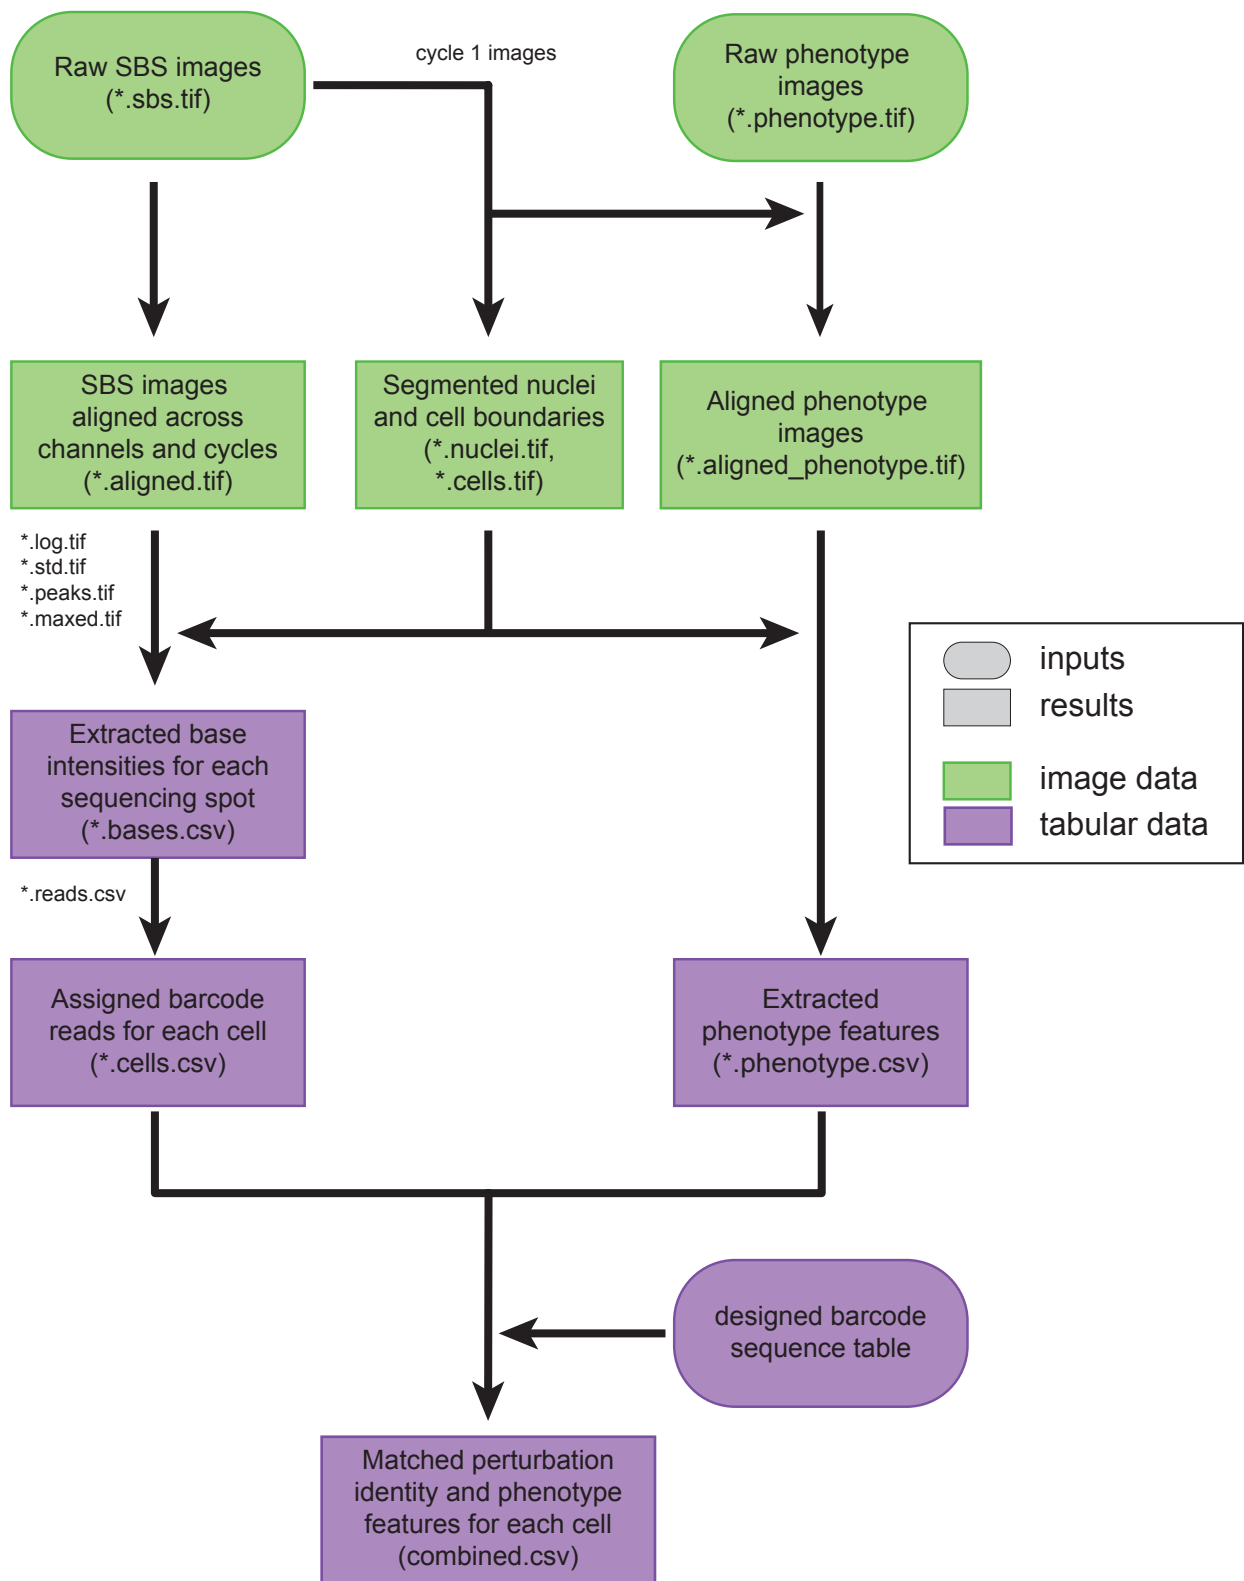 Raw SBS images
(*.sbs.tif)
cycle 1 images
Raw phenotype
images
(*.phenotype.tif)
SBS images
aligned across
channels and cycles
(*.aligned.tif)
Segmented nuclei
and cell boundaries
(*.nuclei.tif,
*.cells.tif)
Aligned phenotype
images
(*.aligned_phenotype.tif)
*.log.tif
*.std.tif
*.peaks.tif
*.maxed.tif
inputs
results
image data
tabular data
Extracted base
intensities for each
sequencing spot
(*.bases.csv)
*.reads.csv
Assigned barcode
reads for each cell
(*.cells.csv)
Extracted
phenotype features
(*.phenotype.csv)
designed barcode
sequence table
Matched perturbation
identity and phenotype
features for each cell
(combined.csv)